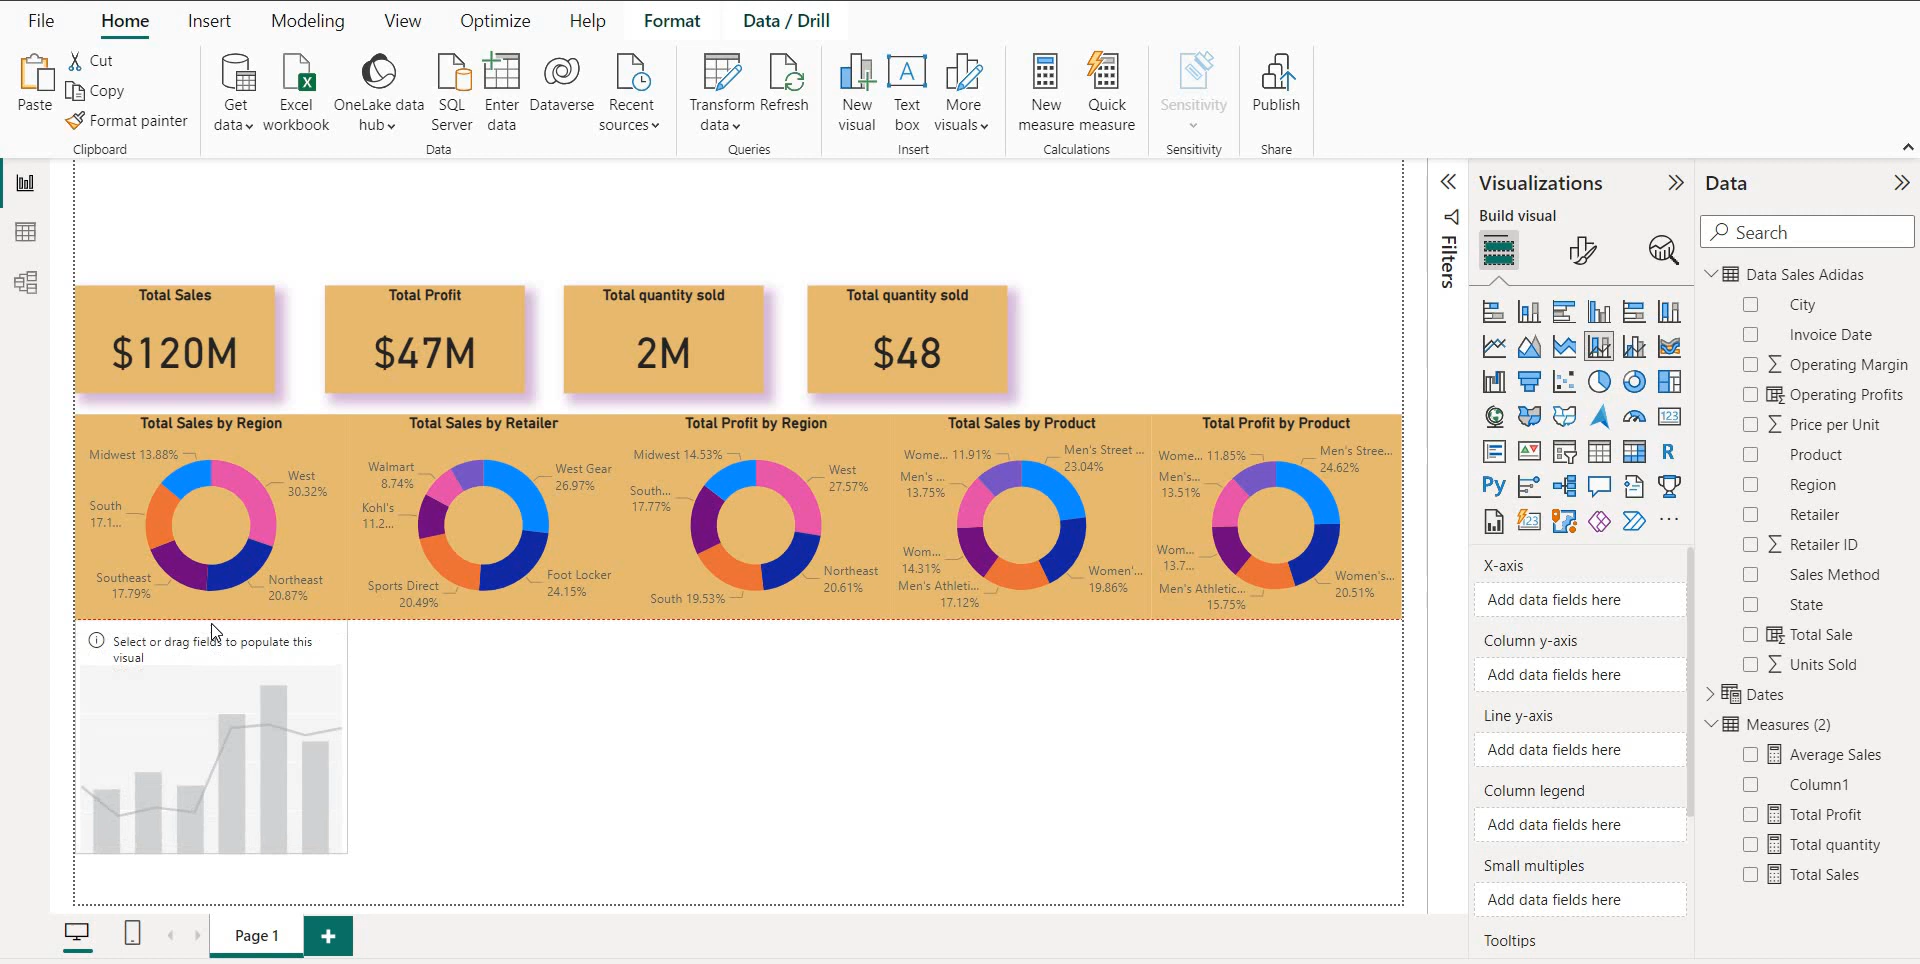 File Home Insert Modeling View Optimize Help Format Data / Drill
Paste
Cut
Copy
Format painter
Clipboard
Get data
Excel workbook
OneLake data hub
SQL Server
Enter data
Dataverse
Recent sources
Data
Transform data
Refresh
Queries
New visual
Text box
More visuals
Insert
New measure
Quick measure
Calculations
Sensitivity
Sensitivity
Publish
Share
Total Sales
$120M
Total Profit
$47M
Total quantity sold
2M
Total quantity sold
$48
Total Sales by Region
Midwest 13.88%
West
30.32%
South
17.1...
Southeast
17.79%
Northeast
20.87%
Total Sales by Retailer
Walmart
8.74%
West Gear
26.97%
Kohl's
11.2...
Sports Direct
20.49%
Foot Locker
24.15%
Total Profit by Region
Midwest 14.53%
West
27.57%
South...
17.77%
Northeast
20.61%
South 19.53%
Total Sales by Product
Wome... 11.91%
Men's Street ...
23.04%
Men's ...
13.75%
Wom...
14.31%
Women'...
19.86%
Men's Athleti...
17.12%
Total Profit by Product
Wome... 11.85%
Men's Stree...
24.62%
Men's...
13.51%
Wom...
13.7...
Women's...
20.51%
Men's Athletic...
15.75%
Select or drag fields to populate this
visual
Page 1
Filters
Visualizations
Build visual
123
R
Py
123
X-axis
Add data fields here
Column y-axis
Add data fields here
Line y-axis
Add data fields here
Column legend
Add data fields here
Small multiples
Add data fields here
Tooltips
Data
Search
Data Sales Adidas
City
Invoice Date
Operating Margin
Operating Profits
Price per Unit
Product
Region
Retailer
Retailer ID
Sales Method
State
Total Sale
Units Sold
Dates
Measures (2)
Average Sales
Column1
Total Profit
Total quantity
Total Sales